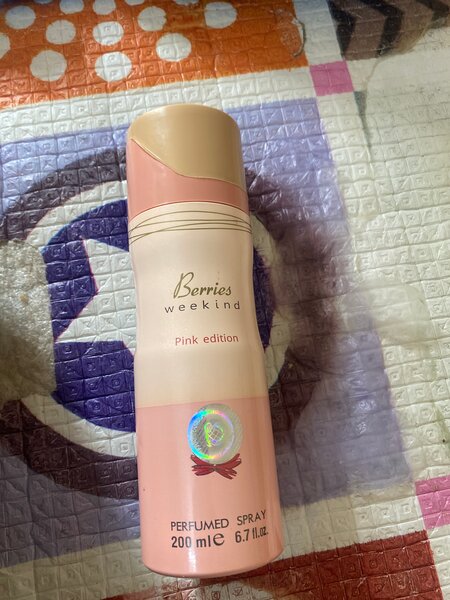 Berries
weekind
Pink edition
PERFUMED SPRAY
200 ml e 6.7 fl.oz.